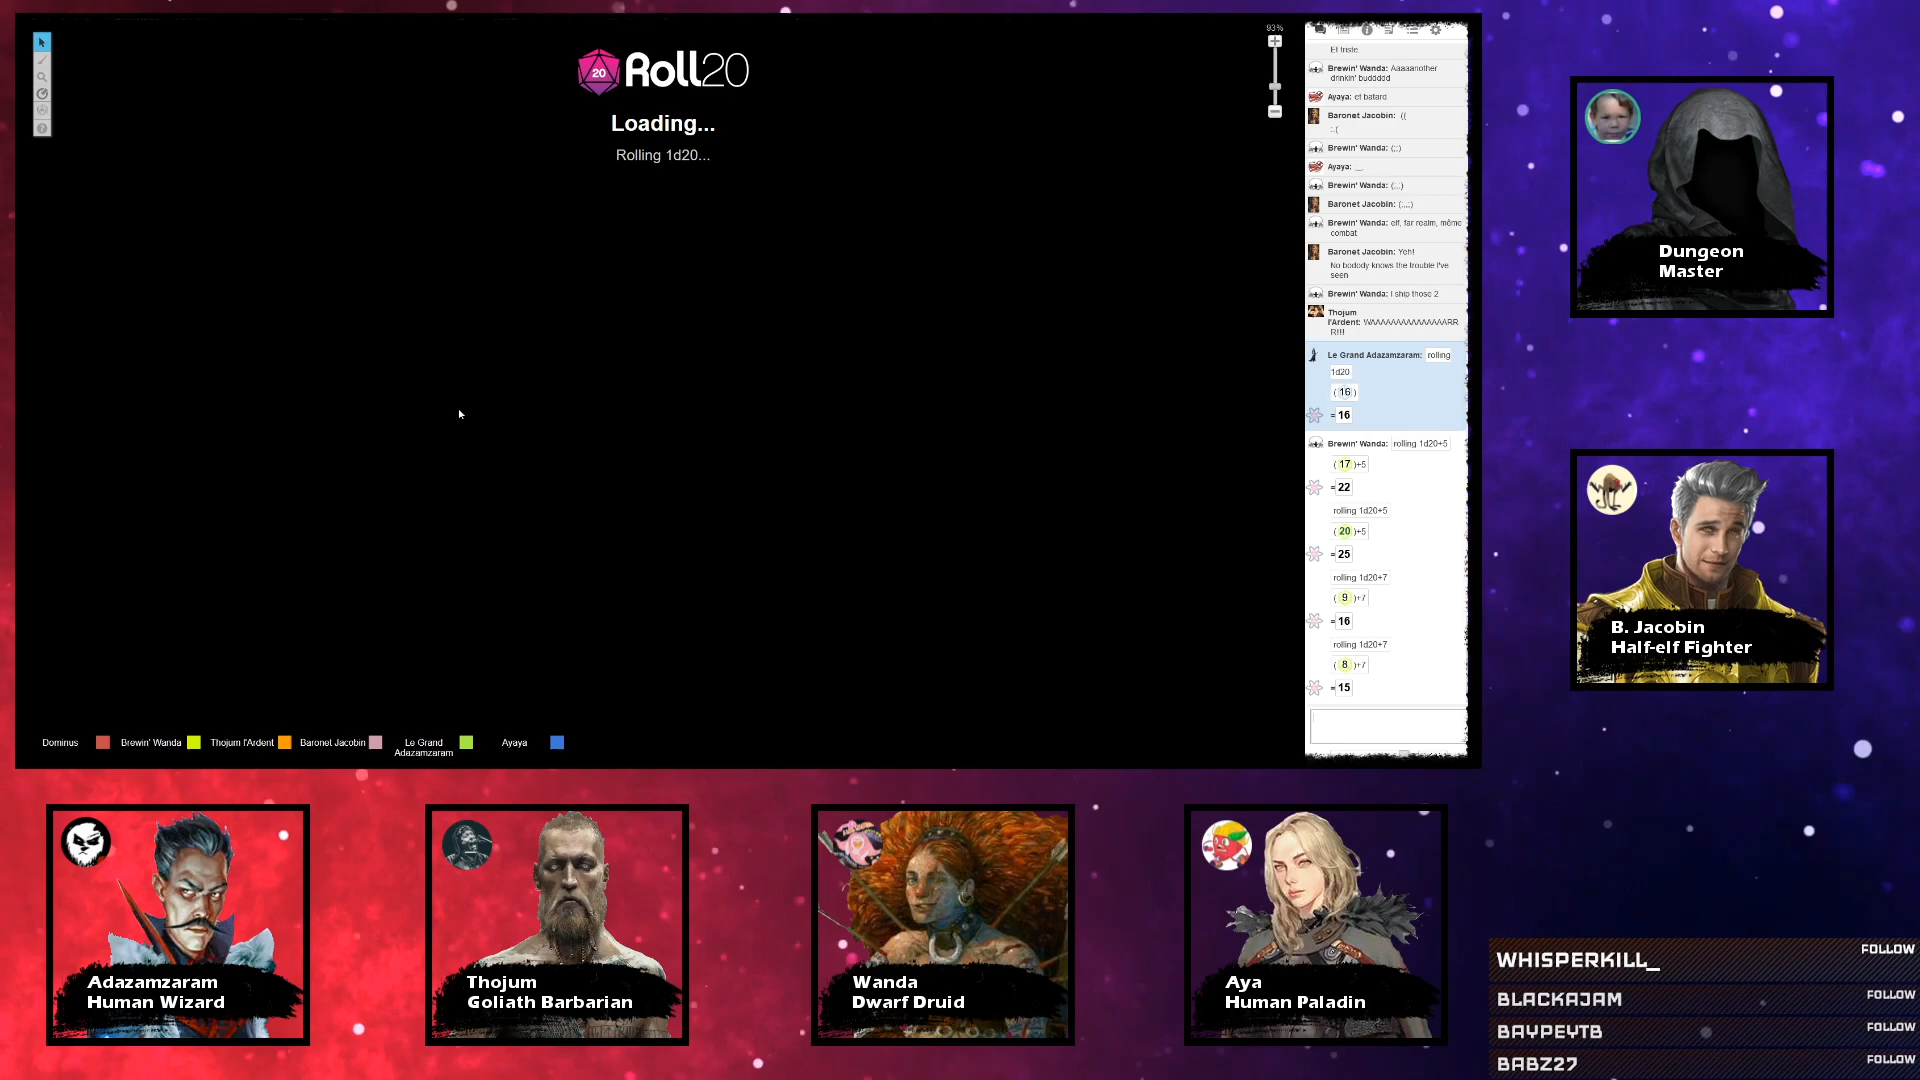 20
Roll20
Loading...
Rolling 1d20...
93%
Et triste.
Brewin' Wanda: Aaaaanother
drinkin' buddddd
Ayaya: et batard
Baronet Jacobin: ((
:,(
Brewin' Wanda: (;:)
Ayaya: __
Brewin' Wanda: (,,:)
Baronet Jacobin: (;,,;)
Brewin' Wanda: elf, far realm, même
combat
Baronet Jacobin: Yeh!
No bodody knows the trouble I've
seen
Brewin' Wanda: I ship those 2
Thojum
l'Ardent: WAAAAAAAAAAAAAAARR
R!!!
Le Grand Adazamzaram: rolling
1d20
(16)
=16
Brewin' Wanda: rolling 1d20+5
(17)+5
=22
rolling 1d20+5
(20)+5
=25
rolling 1d20+7
(9)+7
=16
rolling 1d20+7
(8)+7
=15
Dominus
Brewin' Wanda
Thojum l'Ardent
Baronet Jacobin
Le Grand
Adazamzaram
Ayaya
Dungeon
Master
B. Jacobin
Half-elf Fighter
Adazamzaram
Human Wizard
Thojum
Goliath Barbarian
Wanda
Dwarf Druid
Aya
Human Paladin
WHISPERKILL_ FOLLOW
BLACKAJAM FOLLOW
BAYPEYTB FOLLOW
BABZ27 FOLLOW